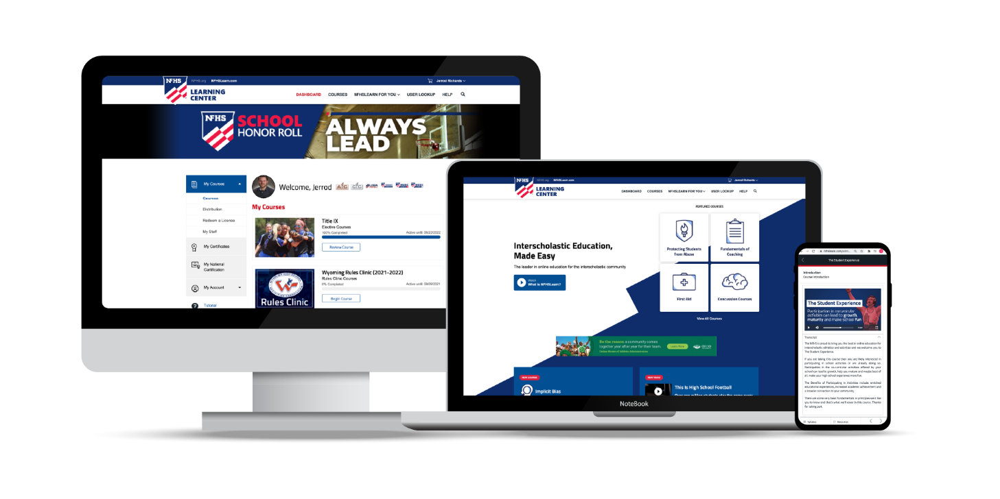 NFHS
NFHS.org NFHSLearn.com
Jerrod Richards
LEARNING
CENTER
DASHBOARD COURSES NFHSLEARN FOR YOU USER LOOKUP HELP
NFHS
SCHOOL
HONOR ROLL
ALWAYS
LEAD
My Courses
Courses
Distribution
Redeem a License
My Staff
My Certificates
My National
Certification
My Account
Tutorial
Welcome, Jerrod
My Courses
Title IX
Elective Courses
100% Completed
Active until: 09/23/2022
Review Course
Rules Clinic
Wyoming Rules Clinic (2021-2022)
Rules Clinic Courses
0% Completed
Active until: 09/09/2021
Begin Course
NFHS
NFHS.org NFHSLearn.com
Jerrod Richards
LEARNING
CENTER
DASHBOARD COURSES NFHSLEARN FOR YOU USER LOOKUP HELP
Interscholastic Education,
Made Easy
The leader in online education for the interscholastic community
Watch
What is NFHSLearn?
FEATURED COURSES
Protecting Students
from Abuse
Fundamentals of
Coaching
First Aid
Concussion Courses
View All Courses
Be the reason a community comes
together year after year for their team.
Online Master of Athletic Administration
Learn More
OHIO
NEW COURSE
Implicit Bias
NEW VIDEO
This Is High School Football
NoteBook
The Student Experience
Introduction
Course Introduction
The Student Experience
Participation in cocurricular
activities can lead to growth,
maturity and make school fun
Transcript
The NFHS is proud to bring you the best in online education for
interscholastic athletics and activities and we welcome you to
The Student Experience.
If you are taking this course then you are likely interested in
participating in school activities or are already doing so.
Participation in the co-curricular activities offered by your
school can lead to growth, help you mature and maybe best of
all make your high school experience more fun.
The Benefits of Participating in Activities include enriched
educational experiences, increased academic achievement and
a broader connection to your community.
There are some only basic fundamentals or principles we'd like
you to know and that's what we'll cover in this course. Thanks
for taking part.
Syllabus
Resources